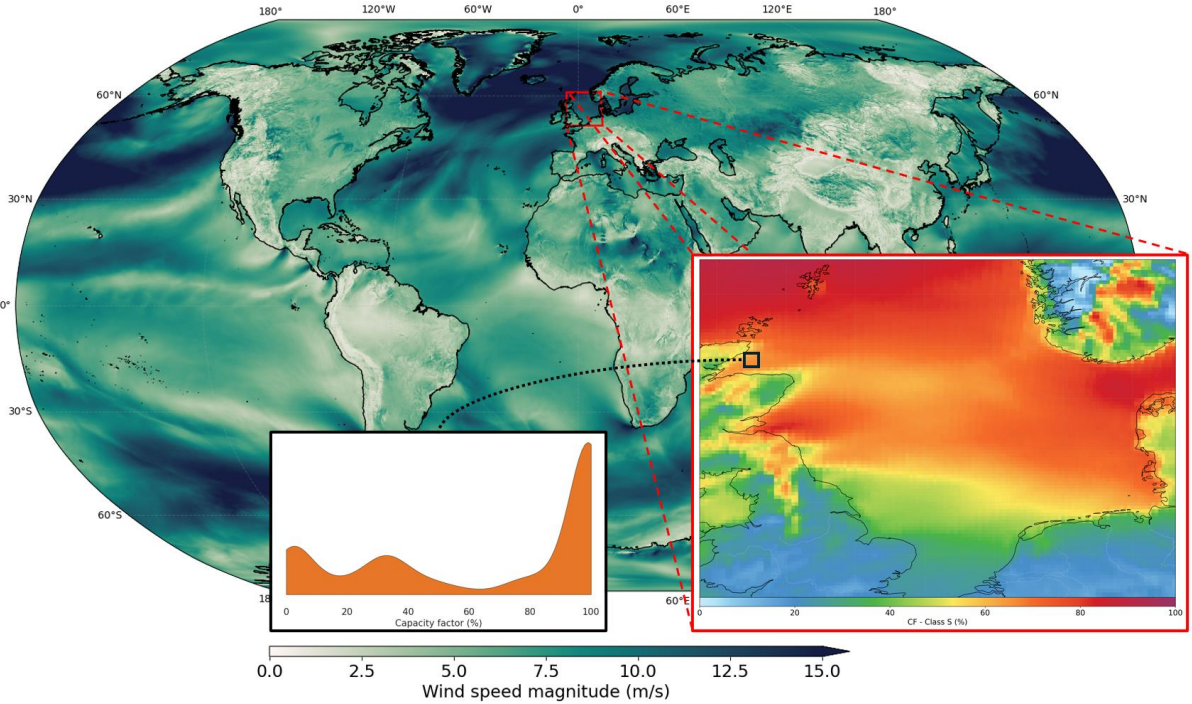 180° 120°W 60°W 0° 60°E 120°E 180°
60°N 60°N
30°N 30°N
0°
30°S
60°S
18
60°E
0 20 40 60 80 100
Capacity factor (%)
0 20 40 60 80 100
CF - Class S (%)
0.0 2.5 5.0 7.5 10.0 12.5 15.0
Wind speed magnitude (m/s)